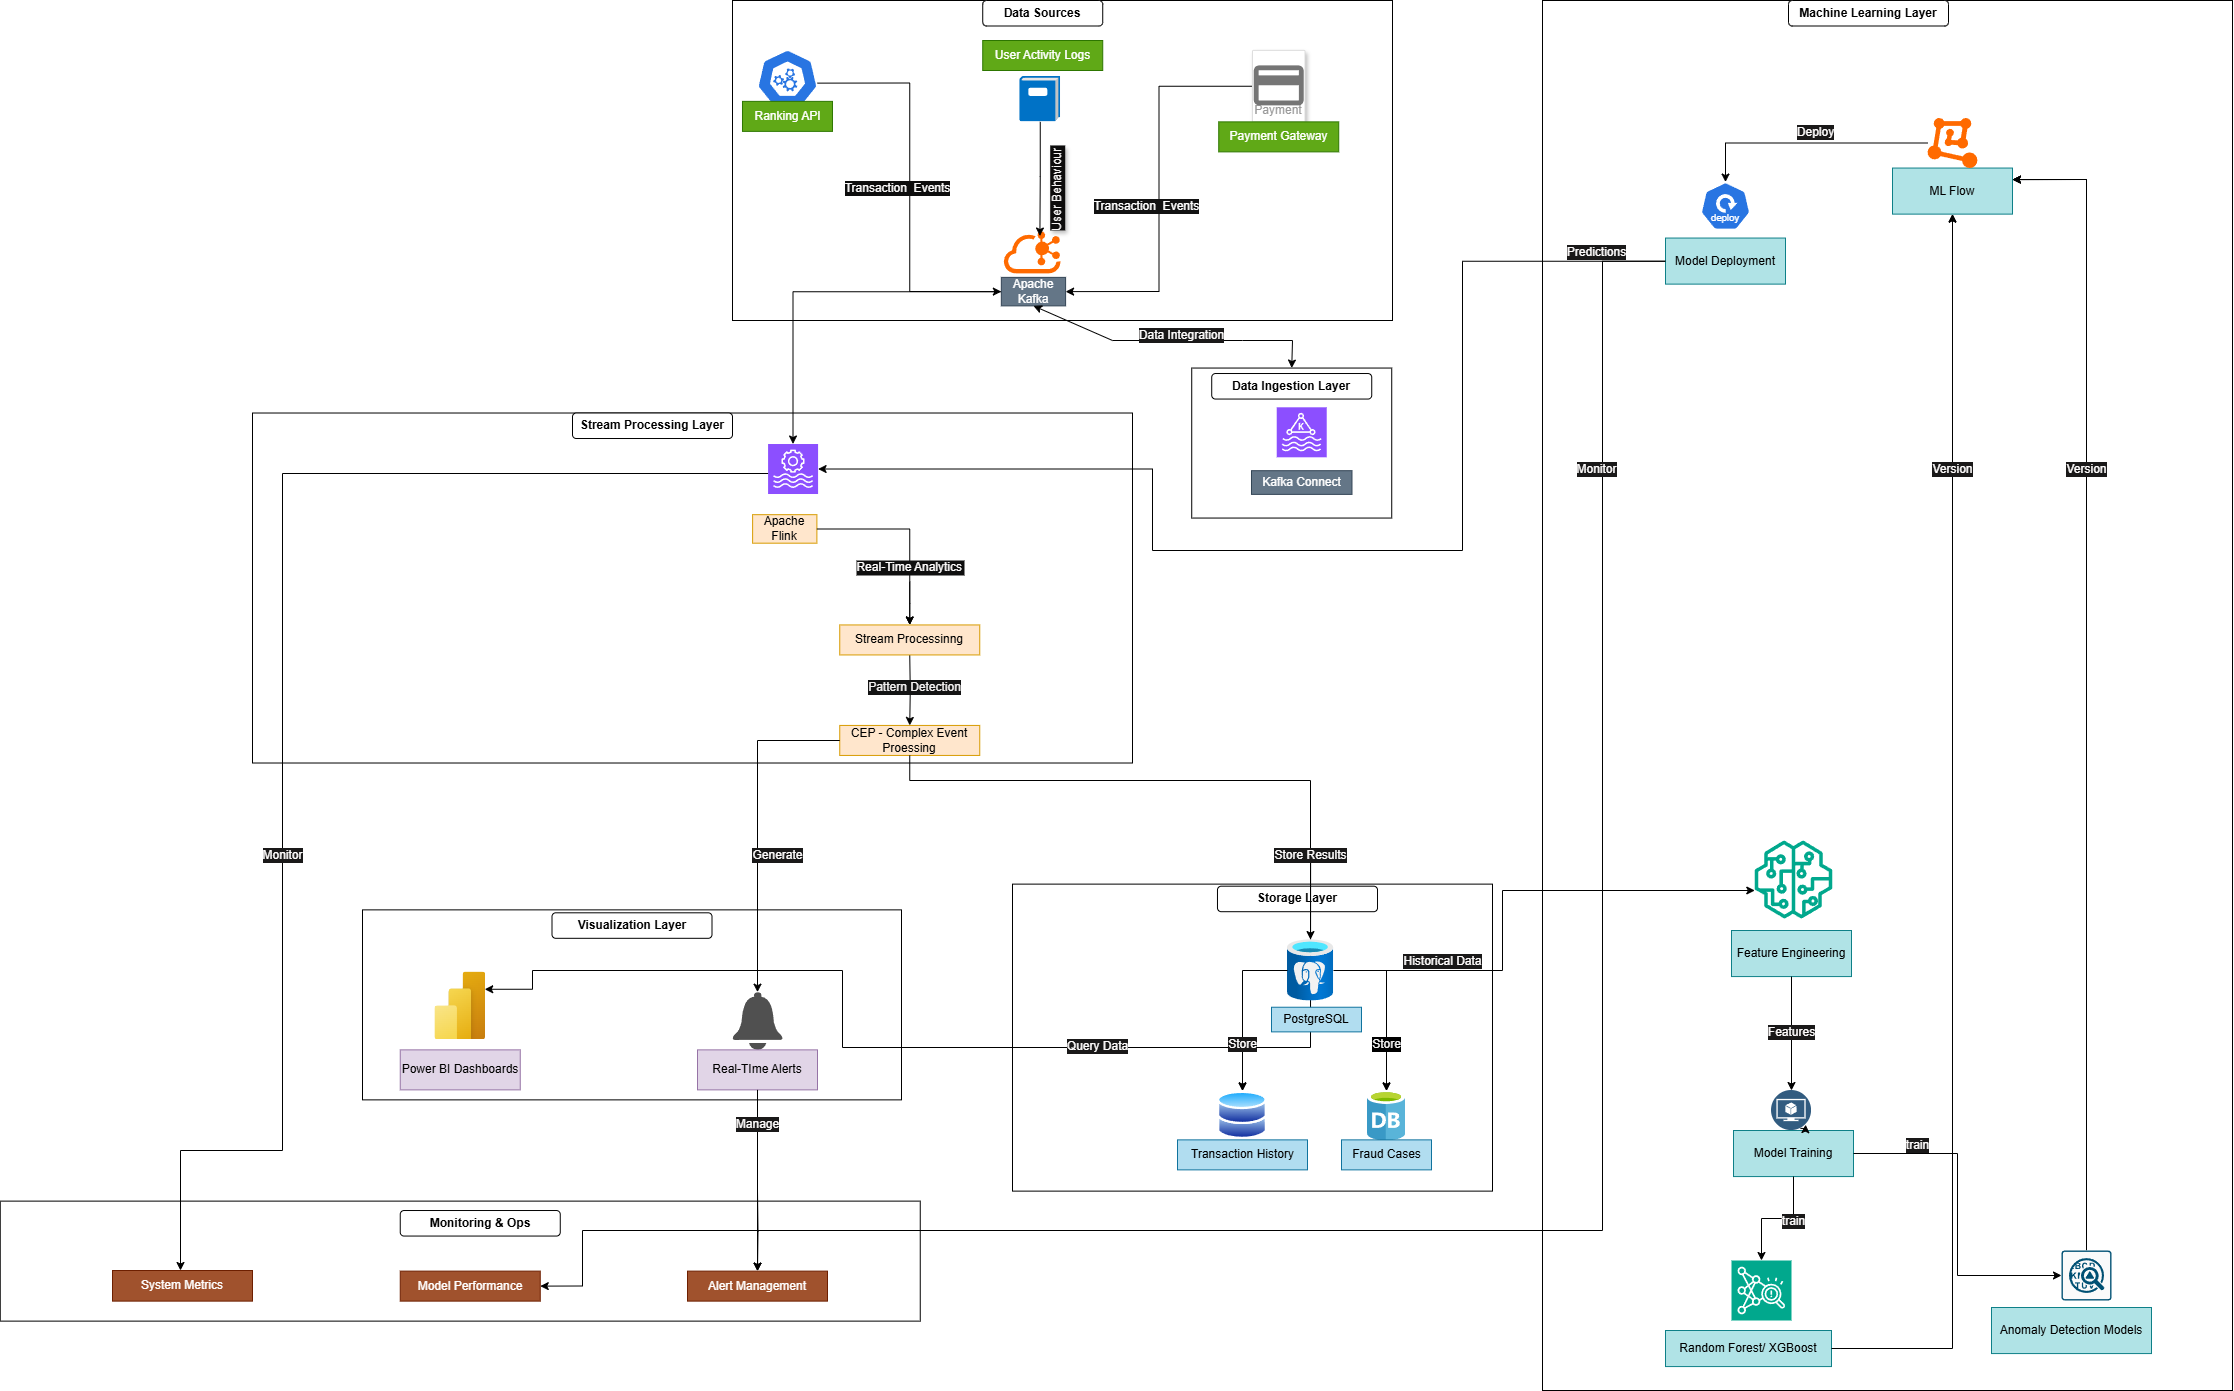 Data Sources
Machine Learning Layer
User Activity Logs
Ranking API
Payment
Payment Gateway
Deploy
ML Flow
deploy
Transaction  Events
User Behaviour
Transaction  Events
Predictions
Model Deployment
Apache
Kafka
Data Integration
Data Ingestion Layer
K
Kafka Connect
Stream Processing Layer
Monitor
Version
Version
Apache
Flink
Real-Time Analytics
Stream Processinng
Pattern Detection
CEP - Complex Event
Proessing
Monitor
Generate
Store Results
Visualization Layer
Storage Layer
Historical Data
Feature Engineering
PostgreSQL
Query Data
Store
Store
Features
Power BI Dashboards
Real-TIme Alerts
Manage
DB
Transaction History
Fraud Cases
Model Training
train
train
Monitoring & Ops
System Metrics
Model Performance
Alert Management
Random Forest/ XGBoost
Anomaly Detection Models